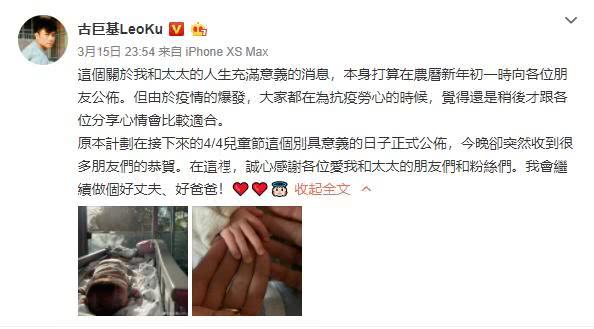 古巨基LeoKu
3月15日 23:54 来自 iPhone XS Max
這個關於我和太太的人生充滿意義的消息，本身打算在農曆新年初一時向各位朋
友公佈。但由於疫情的爆發，大家都在為抗疫勞心的時候，覺得還是稍後才跟各
位分享心情會比較適合。
原本計劃在接下來的4/4兒童節這個別具意義的日子正式公佈，今晚卻突然收到很
多朋友們的恭賀。在這裡，誠心感謝各位愛我和太太的朋友們和粉絲們。我會繼
續做個好丈夫、好爸爸！ 收起全文